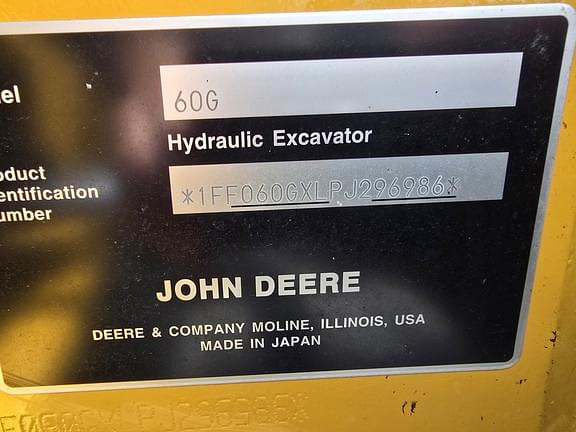 60G
Hydraulic Excavator
*1FF060GXLPJ296986*
JOHN DEERE
DEERE & COMPANY MOLINE, ILLINOIS, USA
MADE IN JAPAN